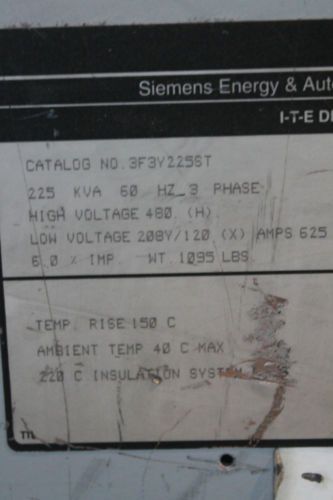 Siemens Energy & Aut
I-T-E D
CATALOG NO. 3F3Y225GT
225 KVA 60 HZ 3 PHASE
HIGH VOLTAGE 480 (H)
LOW VOLTAGE 208Y/120 (X) AMPS 625
6.0 % IMP. WT. 1095 LBS.
TEMP. RISE 150 C
AMBIENT TEMP 40 C MAX
220 C INSULATION SYSTEM